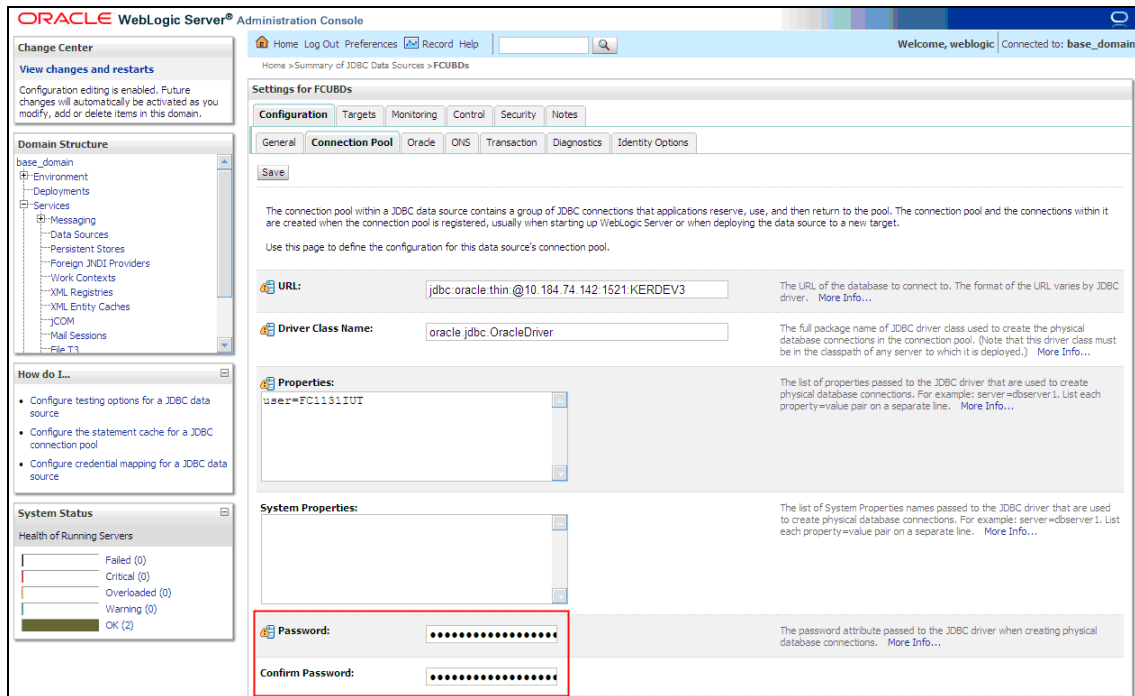 ORACLE WebLogic Server® Administration Console
Change Center
View changes and restarts
Configuration editing is enabled. Future
changes will automatically be activated as you
modify, add or delete items in this domain.
Domain Structure
base_domain
Environment
Deployments
Services
Messaging
Data Sources
Persistent Stores
Foreign JNDI Providers
Work Contexts
XML Registries
XML Entity Caches
jCOM
Mail Sessions
File T3
How do I...
Configure testing options for a JDBC data
source
Configure the statement cache for a JDBC
connection pool
Configure credential mapping for a JDBC data
source
System Status
Health of Running Servers
Failed (0)
Critical (0)
Overloaded (0)
Warning (0)
OK (2)
Home Log Out Preferences Record Help
Welcome, weblogic Connected to: base_domain
Home >Summary of JDBC Data Sources >FCUBDs
Settings for FCUBDs
Configuration Targets Monitoring Control Security Notes
General Connection Pool Oracle ONS Transaction Diagnostics Identity Options
Save
The connection pool within a JDBC data source contains a group of JDBC connections that applications reserve, use, and then return to the pool. The connection pool and the connections within it
are created when the connection pool is registered, usually when starting up WebLogic Server or when deploying the data source to a new target.
Use this page to define the configuration for this data source's connection pool.
URL:
jdbc:oracle:thin:@10.184.74.142:1521:KERDEV3
The URL of the database to connect to. The format of the URL varies by JDBC
driver. More Info...
Driver Class Name:
oracle.jdbc.OracleDriver
The full package name of JDBC driver class used to create the physical
database connections in the connection pool. (Note that this driver class must
be in the classpath of any server to which it is deployed.) More Info...
Properties:
user=FC1131IUT
The list of properties passed to the JDBC driver that are used to create
physical database connections. For example: server=dbserver1. List each
property=value pair on a separate line. More Info...
System Properties:
The list of System Properties names passed to the JDBC driver that are used
to create physical database connections. For example: server=dbserver1. List
each property=value pair on a separate line. More Info...
Password:
The password attribute passed to the JDBC driver when creating physical
database connections. More Info...
Confirm Password: